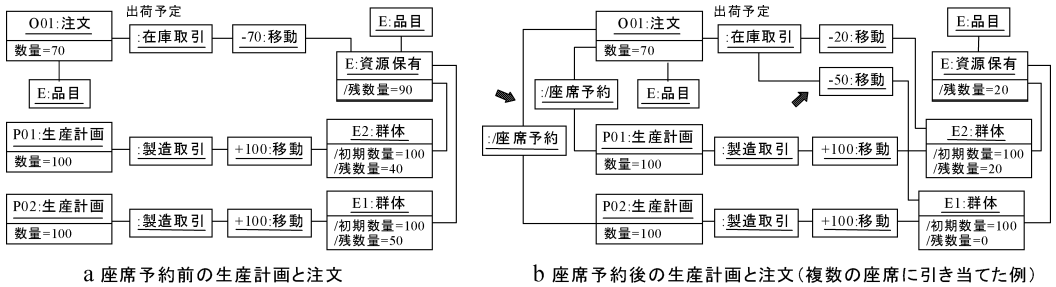 出荷予定
O01:注文
数量=70
:在庫取引
-70:移動
E:品目
E:資源保有
/残数量=90
E:品目
P01:生産計画
数量=100
:製造取引
+100:移動
E2:群体
/初期数量=100
/残数量=40
P02:生産計画
数量=100
:製造取引
+100:移動
E1:群体
/初期数量=100
/残数量=50
a 座席予約前の生産計画と注文
出荷予定
O01:注文
数量=70
:在庫取引
-20:移動
E:品目
E:資源保有
/残数量=20
-50:移動
:/座席予約
E:品目
:/座席予約
P01:生産計画
数量=100
:製造取引
+100:移動
E2:群体
/初期数量=100
/残数量=20
P02:生産計画
数量=100
:製造取引
+100:移動
E1:群体
/初期数量=100
/残数量=0
b 座席予約後の生産計画と注文(複数の座席に引き当てた例)